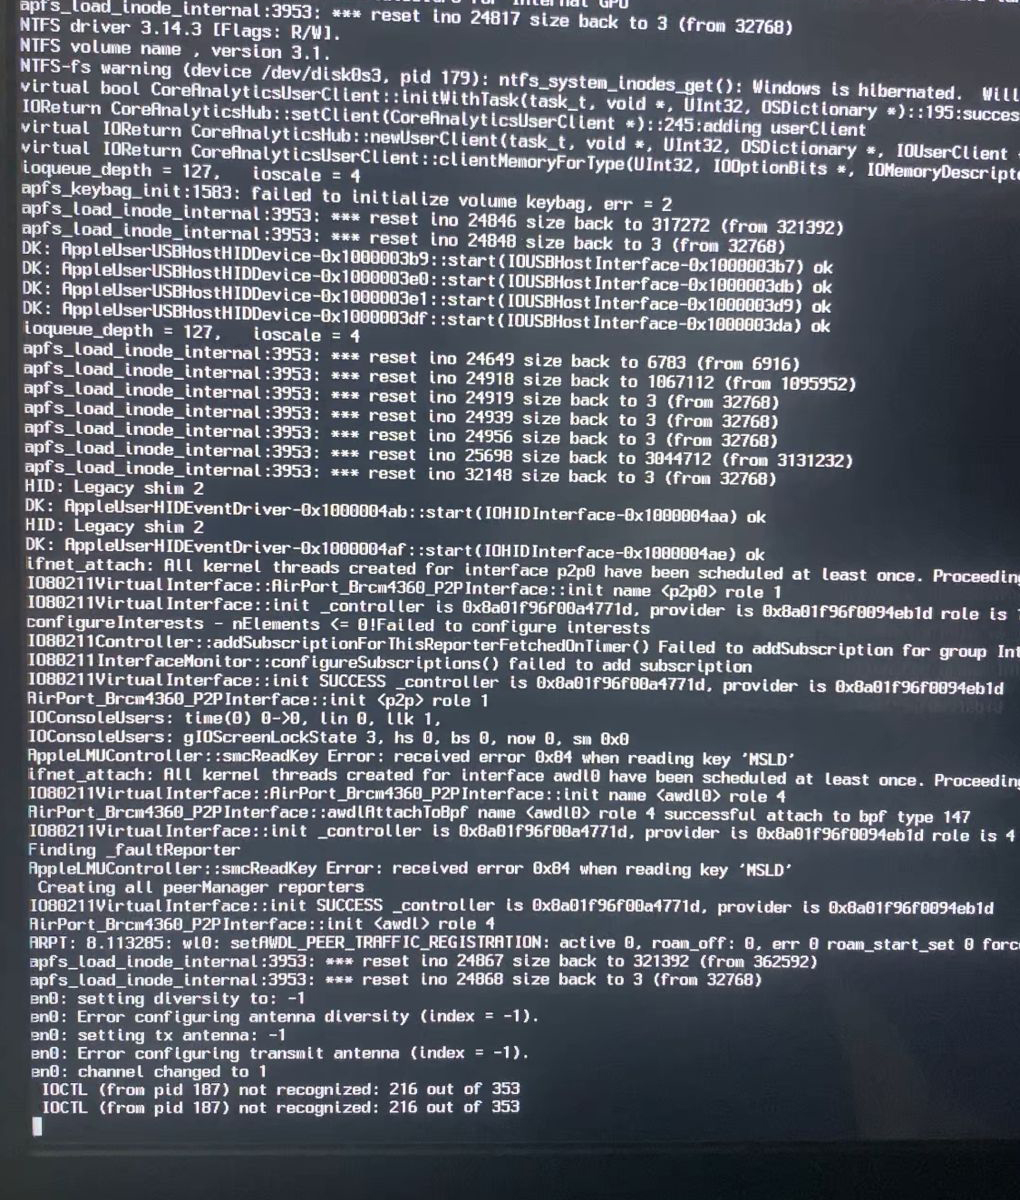 for Internal GPU
apfs_load_inode_internal:3953: *** reset ino 24817 size back to 3 (from 32768)
NTFS driver 3.14.3 [Flags: R/W].
NTFS volume name , version 3.1.
NTFS-fs warning (device /dev/disk0s3, pid 179): ntfs_system_inodes_get(): Windows is hibernated. Will
virtual bool CoreAnalyticsUserClient::initWithTask(task_t, void *, UInt32, OSDictionary *)::195:succes
IOReturn CoreAnalyticsHub::setClient(CoreAnalyticsUserClient *)::245:adding userClient
virtual IOReturn CoreAnalyticsHub::newUserClient(task_t, void *, UInt32, OSDictionary *, IOUserClient
virtual IOReturn CoreAnalyticsUserClient::clientMemoryForType(UInt32, IOOptionBits *, IOMemoryDescripto
ioqueue_depth = 127, ioscale = 4
apfs_keybag_init:1583: failed to initialize volume keybag, err = 2
apfs_load_inode_internal:3953: *** reset ino 24846 size back to 317272 (from 321392)
apfs_load_inode_internal:3953: *** reset ino 24848 size back to 3 (from 32768)
DK: AppleUserUSBHostHIDDevice-0x1000003b9::start(IOUSBHostInterface-0x1000003b7) ok
DK: AppleUserUSBHostHIDDevice-0x1000003e0::start(IOUSBHostInterface-0x1000003db) ok
DK: AppleUserUSBHostHIDDevice-0x1000003e1::start(IOUSBHostInterface-0x1000003d9) ok
DK: AppleUserUSBHostHIDDevice-0x1000003df::start(IOUSBHostInterface-0x1000003da) ok
ioqueue_depth = 127, ioscale = 4
apfs_load_inode_internal:3953: *** reset ino 24649 size back to 6783 (from 6916)
apfs_load_inode_internal:3953: *** reset ino 24918 size back to 1067112 (from 1095952)
apfs_load_inode_internal:3953: *** reset ino 24919 size back to 3 (from 32768)
apfs_load_inode_internal:3953: *** reset ino 24939 size back to 3 (from 32768)
apfs_load_inode_internal:3953: *** reset ino 24956 size back to 3 (from 32768)
apfs_load_inode_internal:3953: *** reset ino 25698 size back to 3044712 (from 3131232)
apfs_load_inode_internal:3953: *** reset ino 32148 size back to 3 (from 32768)
HID: Legacy shim 2
DK: AppleUserHIDEventDriver-0x1000004ab::start(IOHIDInterface-0x1000004aa) ok
HID: Legacy shim 2
DK: AppleUserHIDEventDriver-0x1000004af::start(IOHIDInterface-0x1000004ae) ok
ifnet_attach: All kernel threads created for interface p2p0 have been scheduled at least once. Proceeding
IO80211VirtualInterface::AirPort_Brcm4360_P2PInterface::init name <p2p0> role 1
IO80211VirtualInterface::init _controller is 0x8a01f96f00a4771d, provider is 0x8a01f96f0094eb1d role is 1
configureInterests - nElements <= 0!Failed to configure interests
IO80211Controller::addSubscriptionForThisReporterFetchedOnTimer() Failed to addSubscription for group Int
IO80211InterfaceMonitor::configureSubscriptions() failed to add subscription
IO80211VirtualInterface::init SUCCESS _controller is 0x8a01f96f00a4771d, provider is 0x8a01f96f0094eb1d
AirPort_Brcm4360_P2PInterface::init <p2p> role 1
IOConsoleUsers: time(0) 0->0, lin 0, llk 1,
IOConsoleUsers: gIOScreenLockState 3, hs 0, bs 0, now 0, sm 0x0
AppleLMUController::smcReadKey Error: received error 0x84 when reading key 'MSLD'
ifnet_attach: All kernel threads created for interface awdl0 have been scheduled at least once. Proceeding
IO80211VirtualInterface::AirPort_Brcm4360_P2PInterface::init name <awdl0> role 4
AirPort_Brcm4360_P2PInterface::awdlAttachToBpf name <awdl0> role 4 successful attach to bpf type 147
IO80211VirtualInterface::init _controller is 0x8a01f96f00a4771d, provider is 0x8a01f96f0094eb1d role is 4
Finding _faultReporter
AppleLMUController::smcReadKey Error: received error 0x84 when reading key 'MSLD'
Creating all peerManager reporters
IO80211VirtualInterface::init SUCCESS _controller is 0x8a01f96f00a4771d, provider is 0x8a01f96f0094eb1d
AirPort_Brcm4360_P2PInterface::init <awdl> role 4
ARPT: 8.113285: wl0: setAWDL_PEER_TRAFFIC_REGISTRATION: active 0, roam_off: 0, err 0 roam_start_set 0 forc
apfs_load_inode_internal:3953: *** reset ino 24867 size back to 321392 (from 362592)
apfs_load_inode_internal:3953: *** reset ino 24868 size back to 3 (from 32768)
en0: setting diversity to: -1
en0: Error configuring antenna diversity (index = -1).
en0: setting tx antenna: -1
en0: Error configuring transmit antenna (index = -1).
en0: channel changed to 1
IOCTL (from pid 187) not recognized: 216 out of 353
IOCTL (from pid 187) not recognized: 216 out of 353